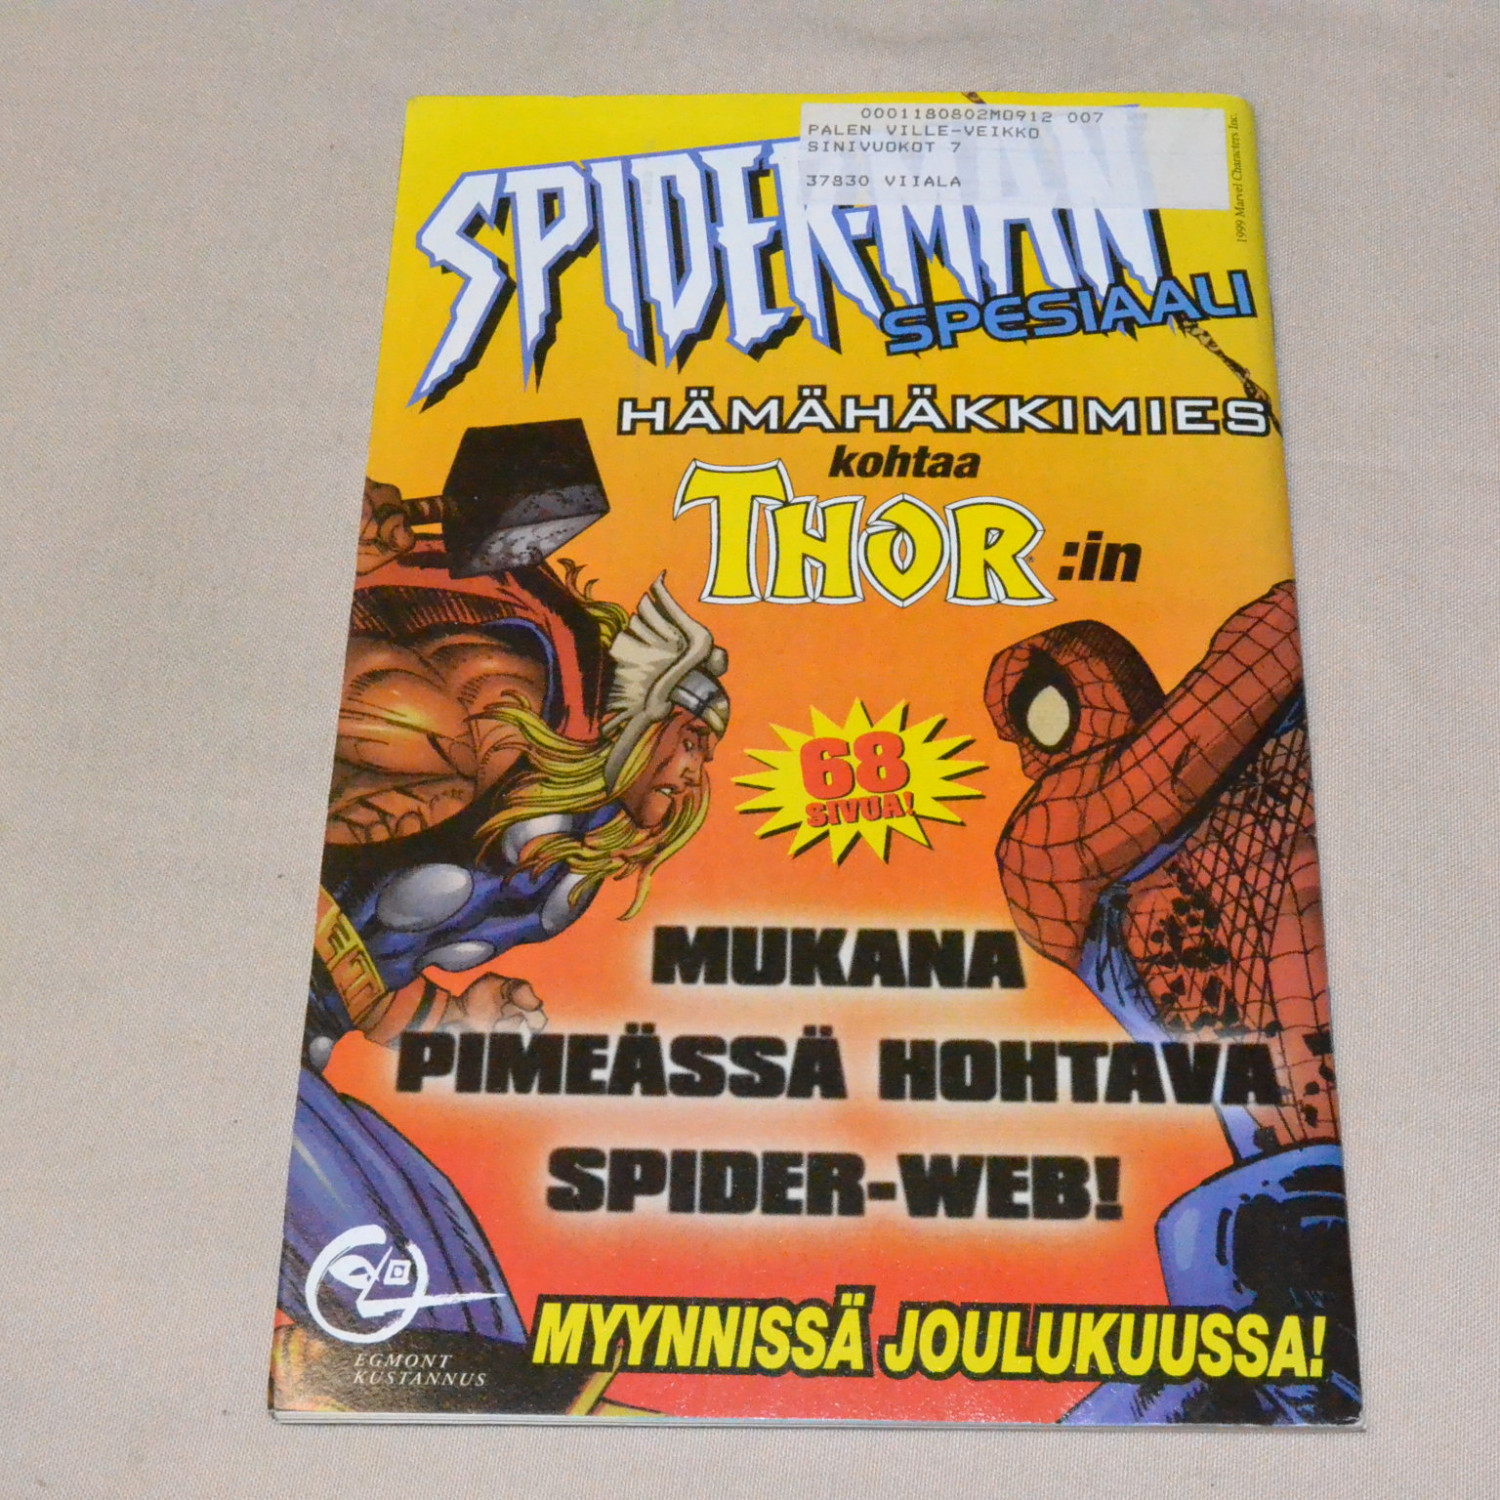 0001180802M0912 007
PALEN VILLE-VEIKKO
SINIVUOKOT 7
37830 VIIALA
1999 Marvel Characters Inc.
SPIDER-MAN
SPESIAALI
HÄMÄHÄKKIMIES
kohtaa
THOR :in
68
SIVUA!
MUKANA
PIMEÄSSÄ HOHTAVA
SPIDER-WEB!
MYYNNISSÄ JOULUKUUSSA!
EGMONT
KUSTANNUS